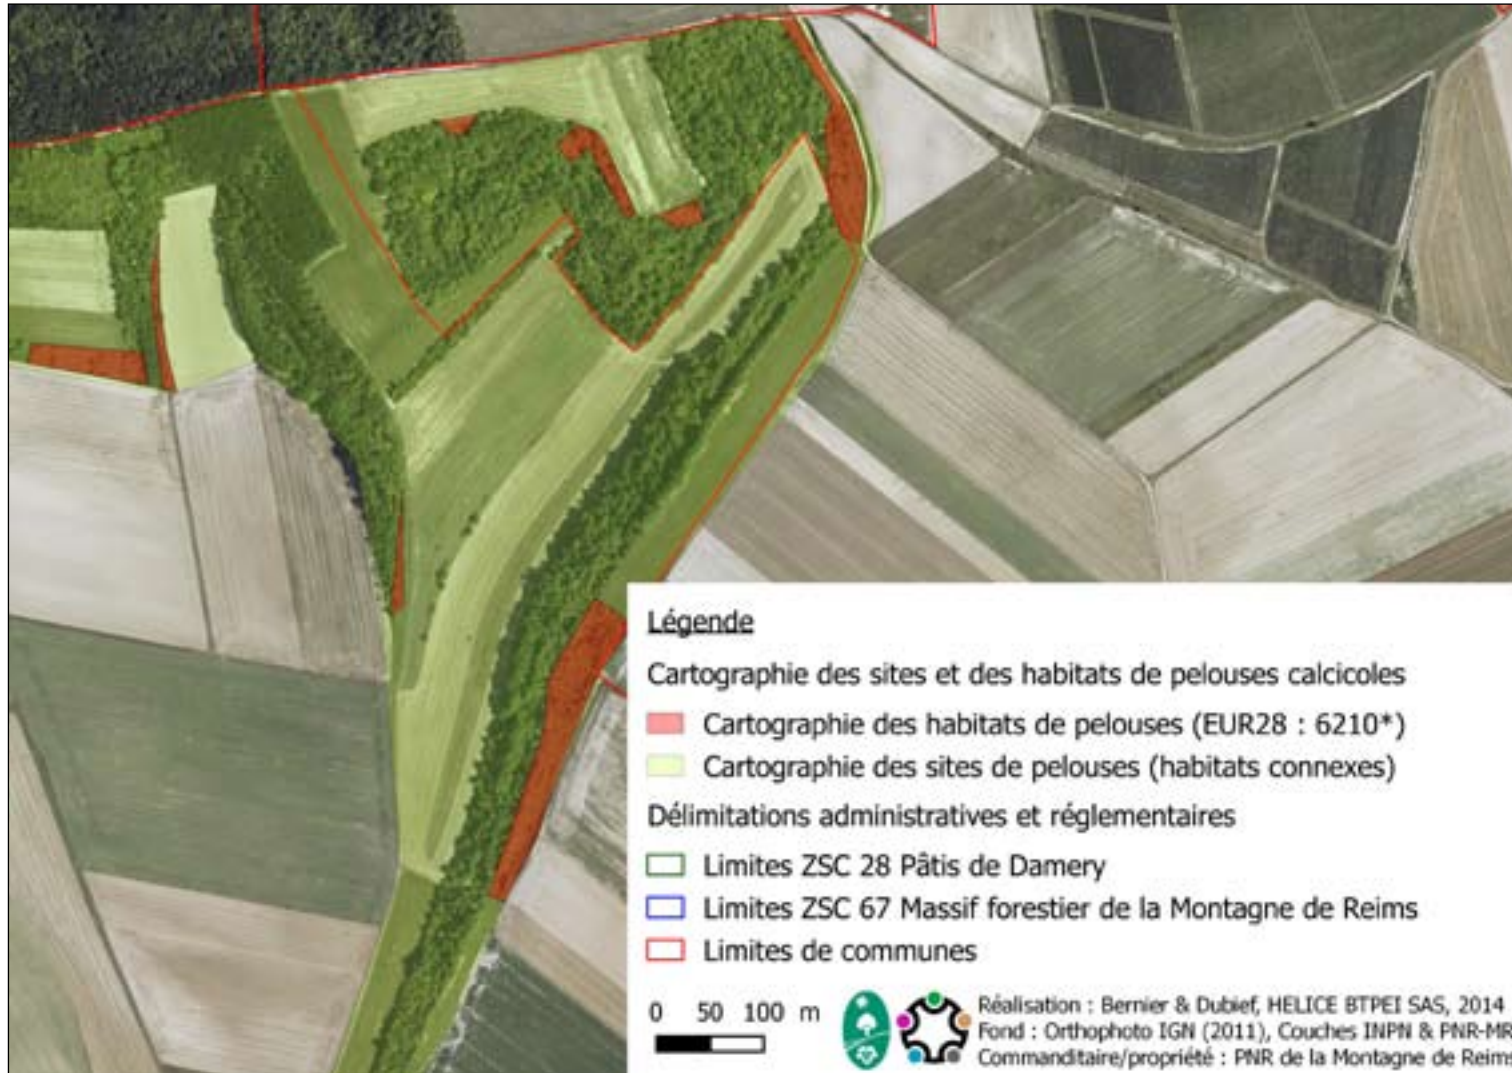 Légende
Cartographie des sites et des habitats de pelouses calcicoles
Cartographie des habitats de pelouses (EUR28 : 6210*)
Cartographie des sites de pelouses (habitats connexes)
Délimitations administratives et réglementaires
Limites ZSC 28 Pâtis de Damery
Limites ZSC 67 Massif forestier de la Montagne de Reims
Limites de communes
0 50 100 m
Réalisation : Bernier & Dubief, HELICE BTPEI SAS, 2014
Fond : Orthophoto IGN (2011), Couches INPN & PNR-MR
Commanditaire/propriété : PNR de la Montagne de Reims